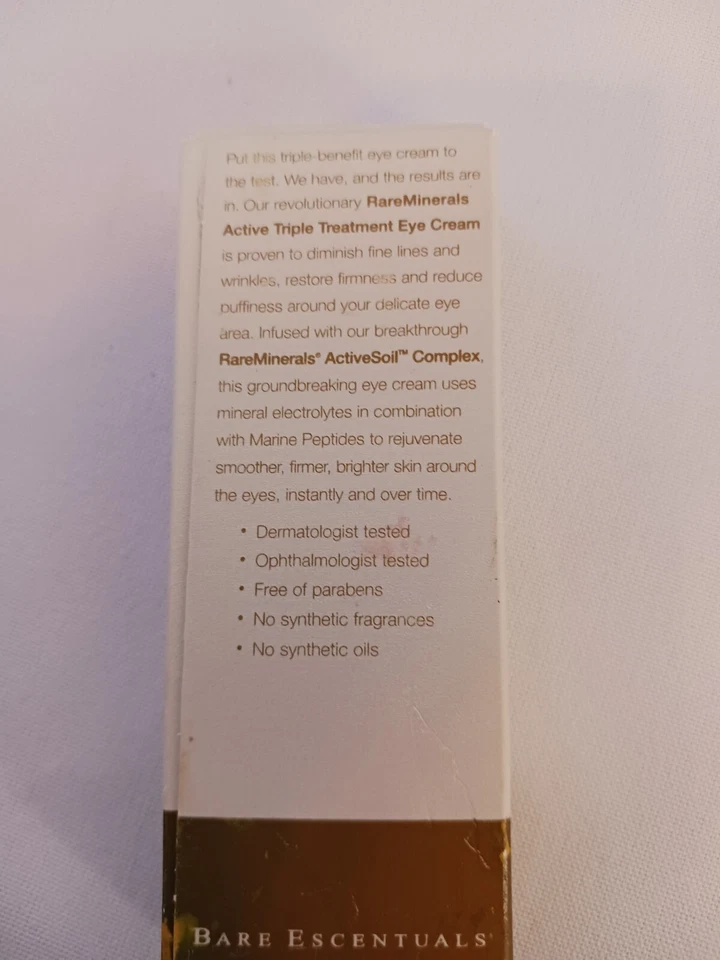 Put this triple-benefit eye cream to
the test. We have, and the results are
in. Our revolutionary RareMinerals
Active Triple Treatment Eye Cream
is proven to diminish fine lines and
wrinkles, restore firmness and reduce
puffiness around your delicate eye
area. Infused with our breakthrough
RareMinerals® ActiveSoil™ Complex,
this groundbreaking eye cream uses
mineral electrolytes in combination
with Marine Peptides to rejuvenate
smoother, firmer, brighter skin around
the eyes, instantly and over time.
• Dermatologist tested
• Ophthalmologist tested
• Free of parabens
• No synthetic fragrances
• No synthetic oils
BARE ESCENTUALS